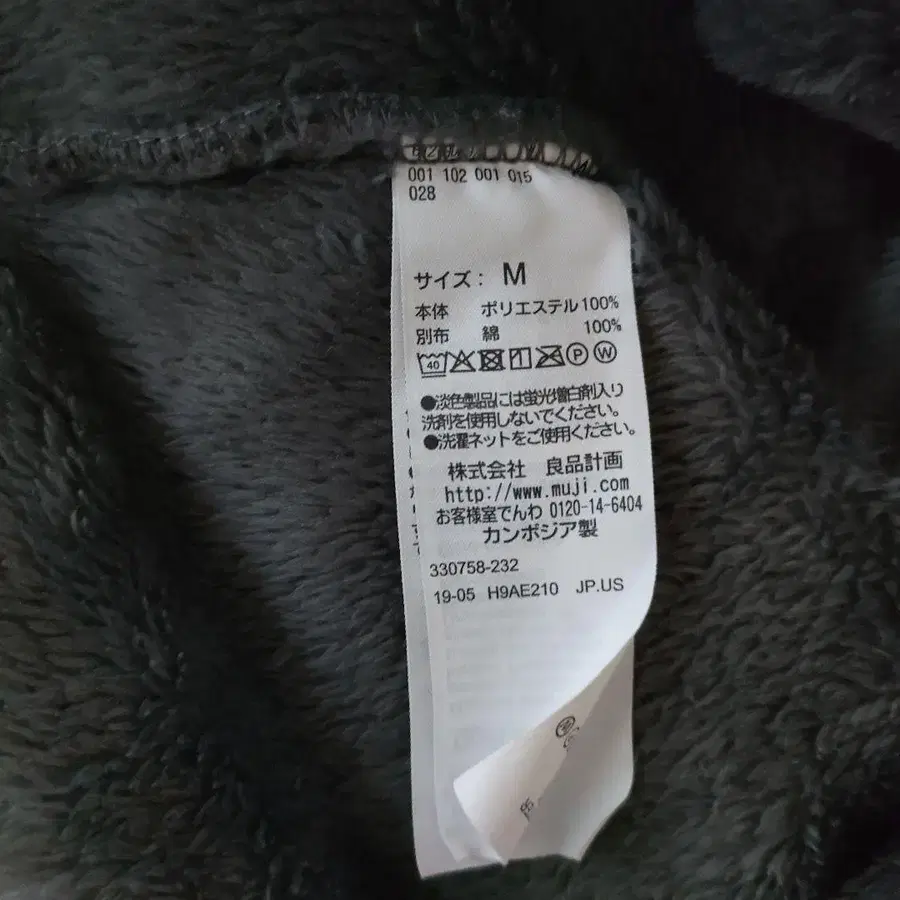 001 102 001 015
028
サイズ: M
本体 ポリエステル100%
別布 綿 100%
40 P W
●淡色製品には蛍光増白剤入り
洗剤を使用しないでください。
●洗濯ネットをご使用ください。
株式会社 良品計画
http://www.muji.com
お客様室でんわ 0120-14-6404
カンボジア製
330758-232
19-05 H9AE210 JP.US